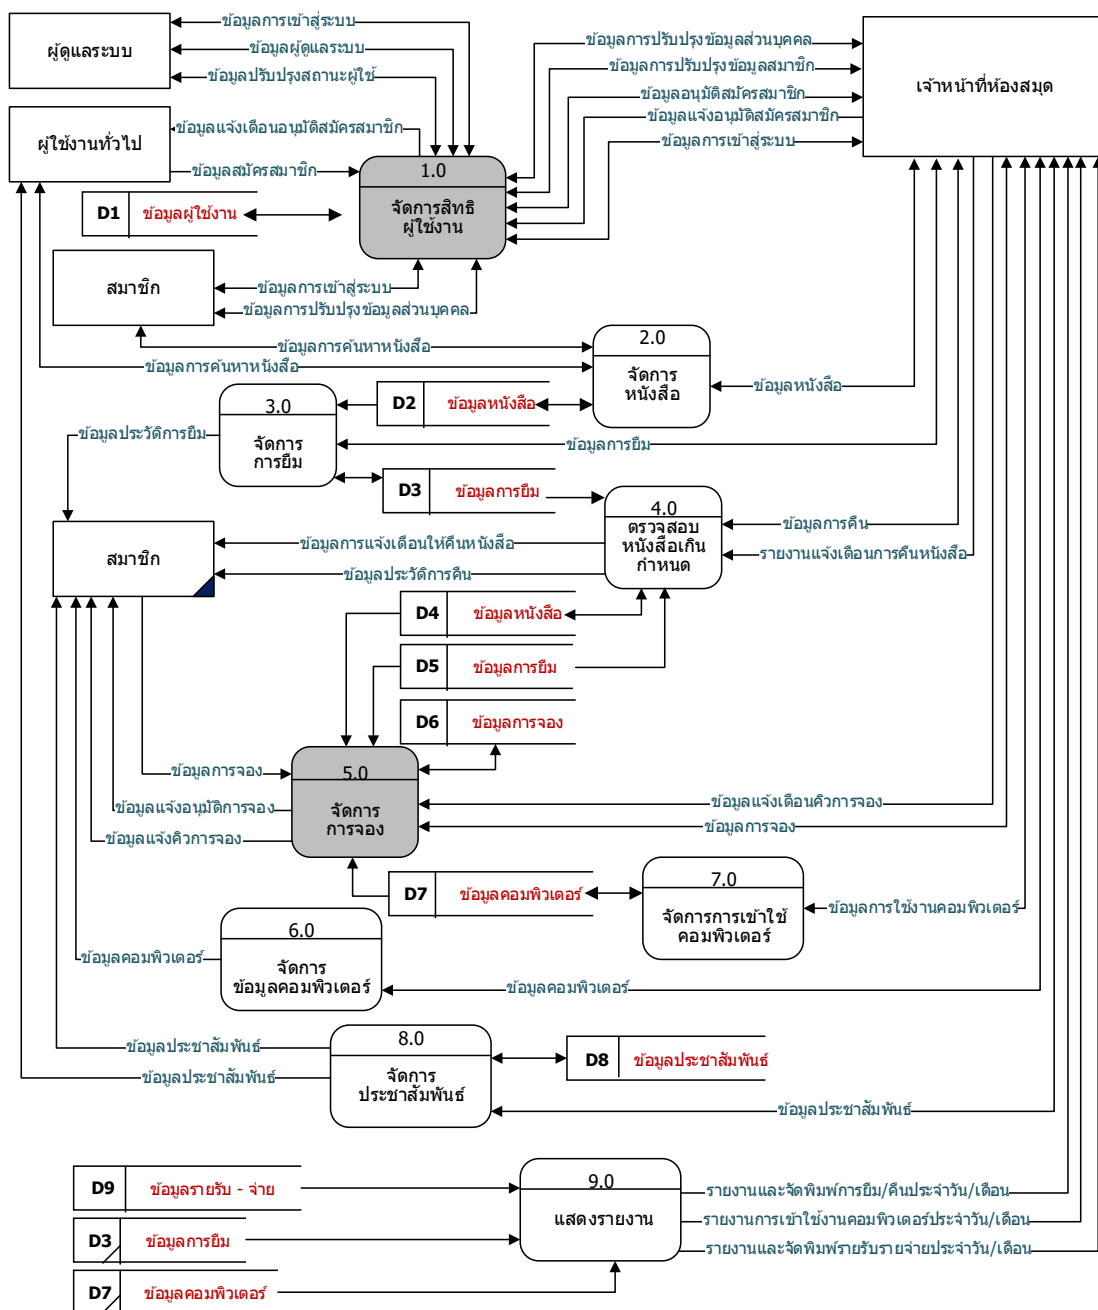 ผู้ดูแลระบบ
ข้อมูลการเข้าสู่ระบบ
ข้อมูลผู้ดูแลระบบ
ข้อมูลปรับปรุงสถานะผู้ใช้
ข้อมูลการปรับปรุงข้อมูลส่วนบุคคล
ข้อมูลการปรับปรุงข้อมูลสมาชิก
ข้อมูลอนุมัติสมัครสมาชิก
ข้อมูลแจ้งอนุมัติสมัครสมาชิก
ข้อมูลการเข้าสู่ระบบ
เจ้าหน้าที่ห้องสมุด
ผู้ใช้งานทั่วไป
ข้อมูลแจ้งเตือนอนุมัติสมัครสมาชิก
ข้อมูลสมัครสมาชิก
1.0
จัดการสิทธิ
ผู้ใช้งาน
D1 ข้อมูลผู้ใช้งาน
สมาชิก
ข้อมูลการเข้าสู่ระบบ
ข้อมูลการปรับปรุงข้อมูลส่วนบุคคล
ข้อมูลการค้นหาหนังสือ
ข้อมูลการค้นหาหนังสือ
2.0
จัดการ
หนังสือ
ข้อมูลหนังสือ
3.0
จัดการ
การยืม
D2 ข้อมูลหนังสือ
ข้อมูลประวัติการยืม
ข้อมูลการยืม
D3 ข้อมูลการยืม
4.0
ตรวจสอบ
หนังสือเกิน
กำหนด
ข้อมูลการคืน
รายงานแจ้งเตือนการคืนหนังสือ
สมาชิก
ข้อมูลการแจ้งเตือนให้คืนหนังสือ
ข้อมูลประวัติการคืน
D4 ข้อมูลหนังสือ
D5 ข้อมูลการยืม
D6 ข้อมูลการจอง
5.0
จัดการ
การจอง
ข้อมูลการจอง
ข้อมูลแจ้งอนุมัติการจอง
ข้อมูลแจ้งคิวการจอง
ข้อมูลแจ้งเตือนคิวการจอง
ข้อมูลการจอง
D7 ข้อมูลคอมพิวเตอร์
7.0
จัดการการเข้าใช้
คอมพิวเตอร์
ข้อมูลการใช้งานคอมพิวเตอร์
6.0
จัดการ
ข้อมูลคอมพิวเตอร์
ข้อมูลคอมพิวเตอร์
ข้อมูลคอมพิวเตอร์
8.0
จัดการ
ประชาสัมพันธ์
ข้อมูลประชาสัมพันธ์
ข้อมูลประชาสัมพันธ์
D8 ข้อมูลประชาสัมพันธ์
ข้อมูลประชาสัมพันธ์
D9 ข้อมูลรายรับ - จ่าย
D3 ข้อมูลการยืม
D7 ข้อมูลคอมพิวเตอร์
9.0
แสดงรายงาน
รายงานและจัดพิมพ์การยืม/คืนประจำวัน/เดือน
รายงานการเข้าใช้งานคอมพิวเตอร์ประจำวัน/เดือน
รายงานและจัดพิมพ์รายรับรายจ่ายประจำวัน/เดือน